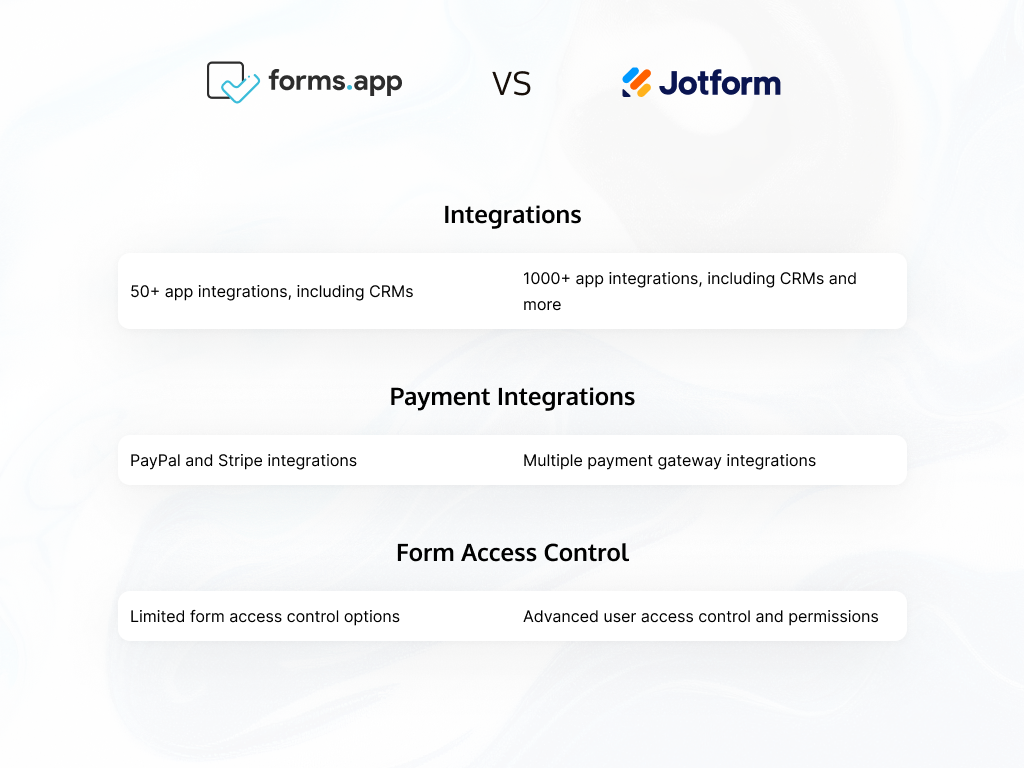 forms.app VS Jotform
Integrations
50+ app integrations, including CRMs
1000+ app integrations, including CRMs and
more
Payment Integrations
PayPal and Stripe integrations
Multiple payment gateway integrations
Form Access Control
Limited form access control options
Advanced user access control and permissions